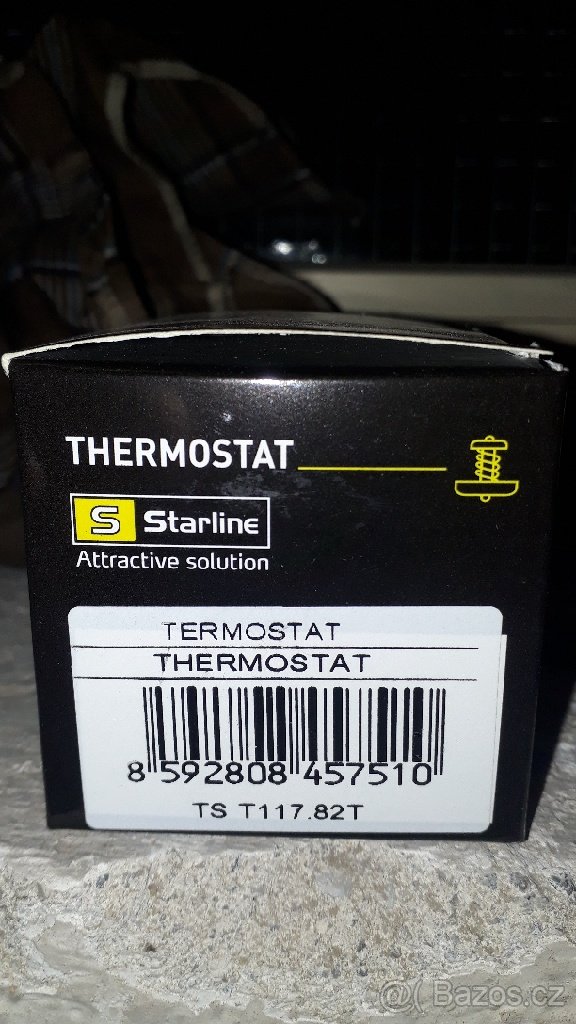 THERMOSTAT
S Starline
Attractive solution
TERMOSTAT
THERMOSTAT
8 592808 457510
TS T117.82T
@( Bazos.cz